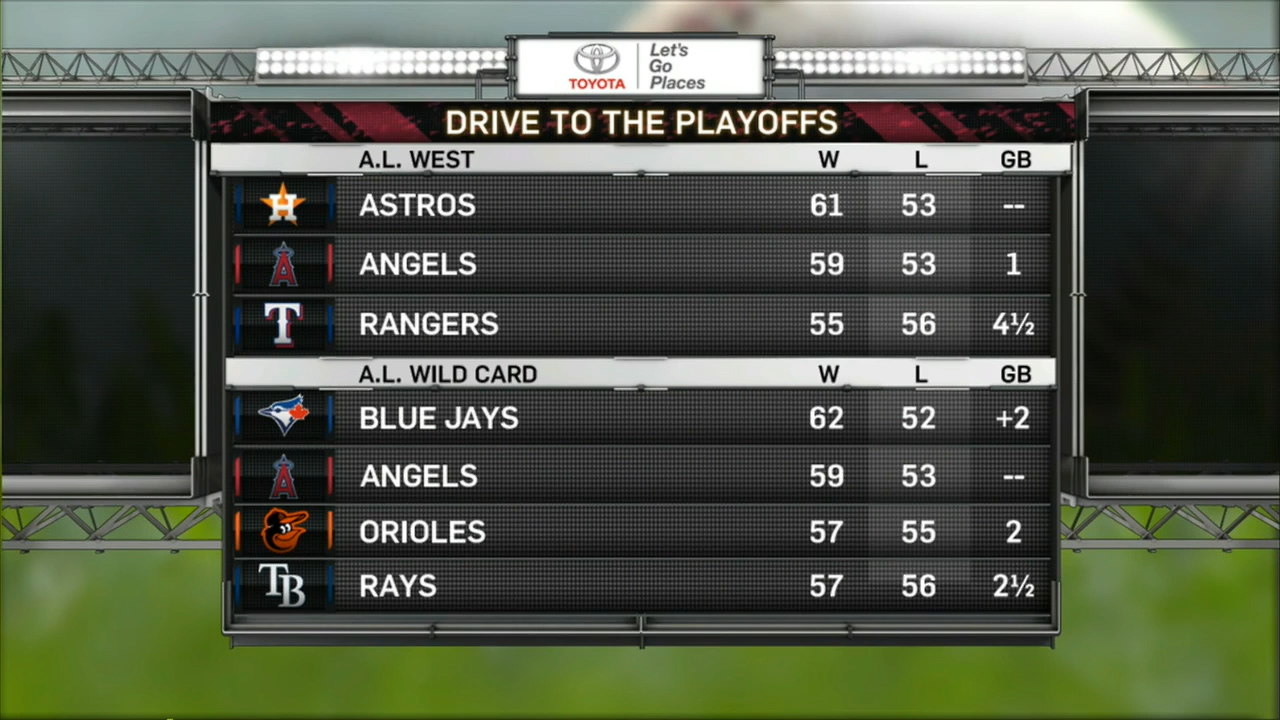 TOYOTA
Let's
Go
Places
DRIVE TO THE PLAYOFFS
A.L. WEST W L GB
H ASTROS 61 53 --
A ANGELS 59 53 1
T RANGERS 55 56 4½
A.L. WILD CARD W L GB
BLUE JAYS 62 52 +2
A ANGELS 59 53 --
ORIOLES 57 55 2
TB RAYS 57 56 2½